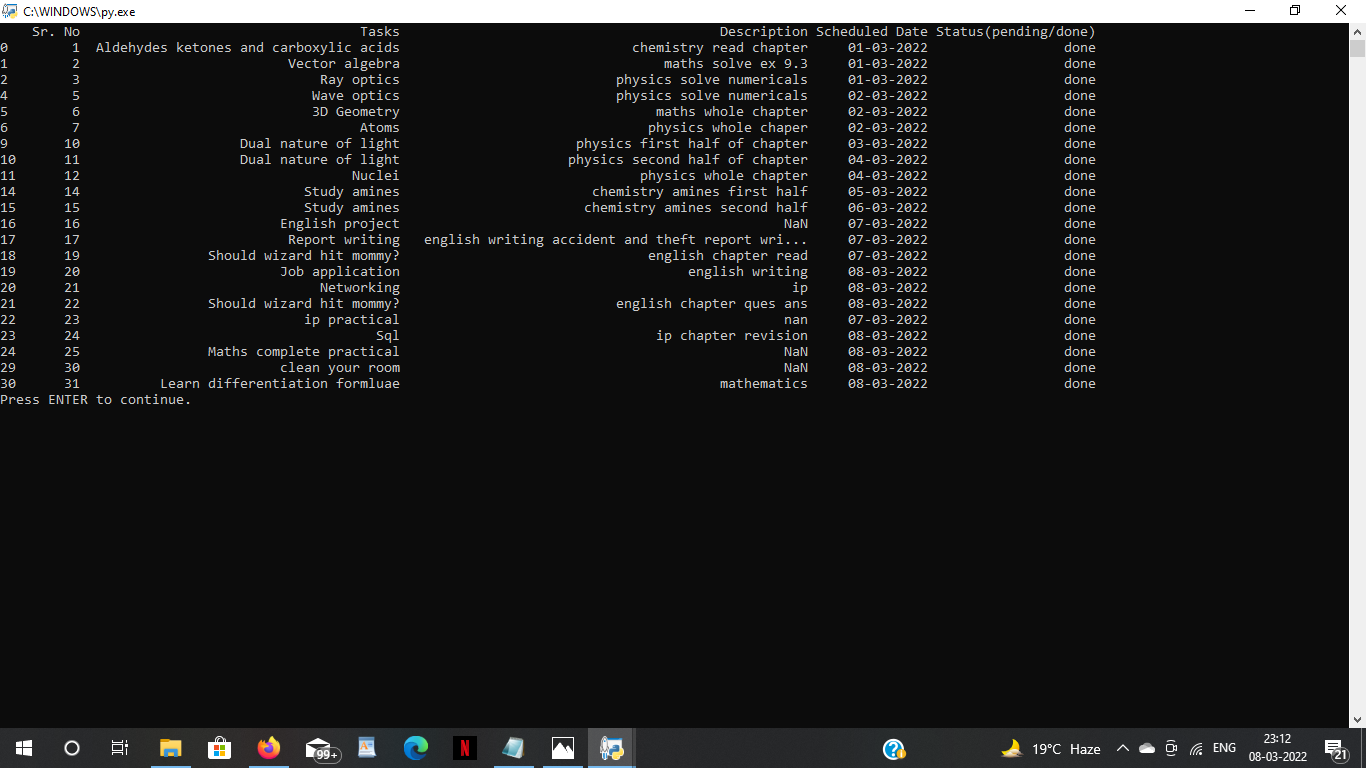 C:\WINDOWS\py.exe
Sr. No Tasks Description Scheduled Date Status(pending/done)
0 1 Aldehydes ketones and carboxylic acids chemistry read chapter 01-03-2022 done
1 2 Vector algebra maths solve ex 9.3 01-03-2022 done
2 3 Ray optics physics solve numericals 01-03-2022 done
4 5 Wave optics physics solve numericals 02-03-2022 done
5 6 3D Geometry maths whole chapter 02-03-2022 done
6 7 Atoms physics whole chaper 02-03-2022 done
9 10 Dual nature of light physics first half of chapter 03-03-2022 done
10 11 Dual nature of light physics second half of chapter 04-03-2022 done
11 12 Nuclei physics whole chapter 04-03-2022 done
14 14 Study amines chemistry amines first half 05-03-2022 done
15 15 Study amines chemistry amines second half 06-03-2022 done
16 16 English project NaN 07-03-2022 done
17 17 Report writing english writing accident and theft report wri... 07-03-2022 done
18 19 Should wizard hit mommy? english chapter read 07-03-2022 done
19 20 Job application english writing 08-03-2022 done
20 21 Networking ip 08-03-2022 done
21 22 Should wizard hit mommy? english chapter ques ans 08-03-2022 done
22 23 ip practical nan 07-03-2022 done
23 24 Sql ip chapter revision 08-03-2022 done
24 25 Maths complete practical NaN 08-03-2022 done
29 30 clean your room NaN 08-03-2022 done
30 31 Learn differentiation formluae mathematics 08-03-2022 done
Press ENTER to continue.
99+
N
19°C Haze
ENG
23:12
08-03-2022
21